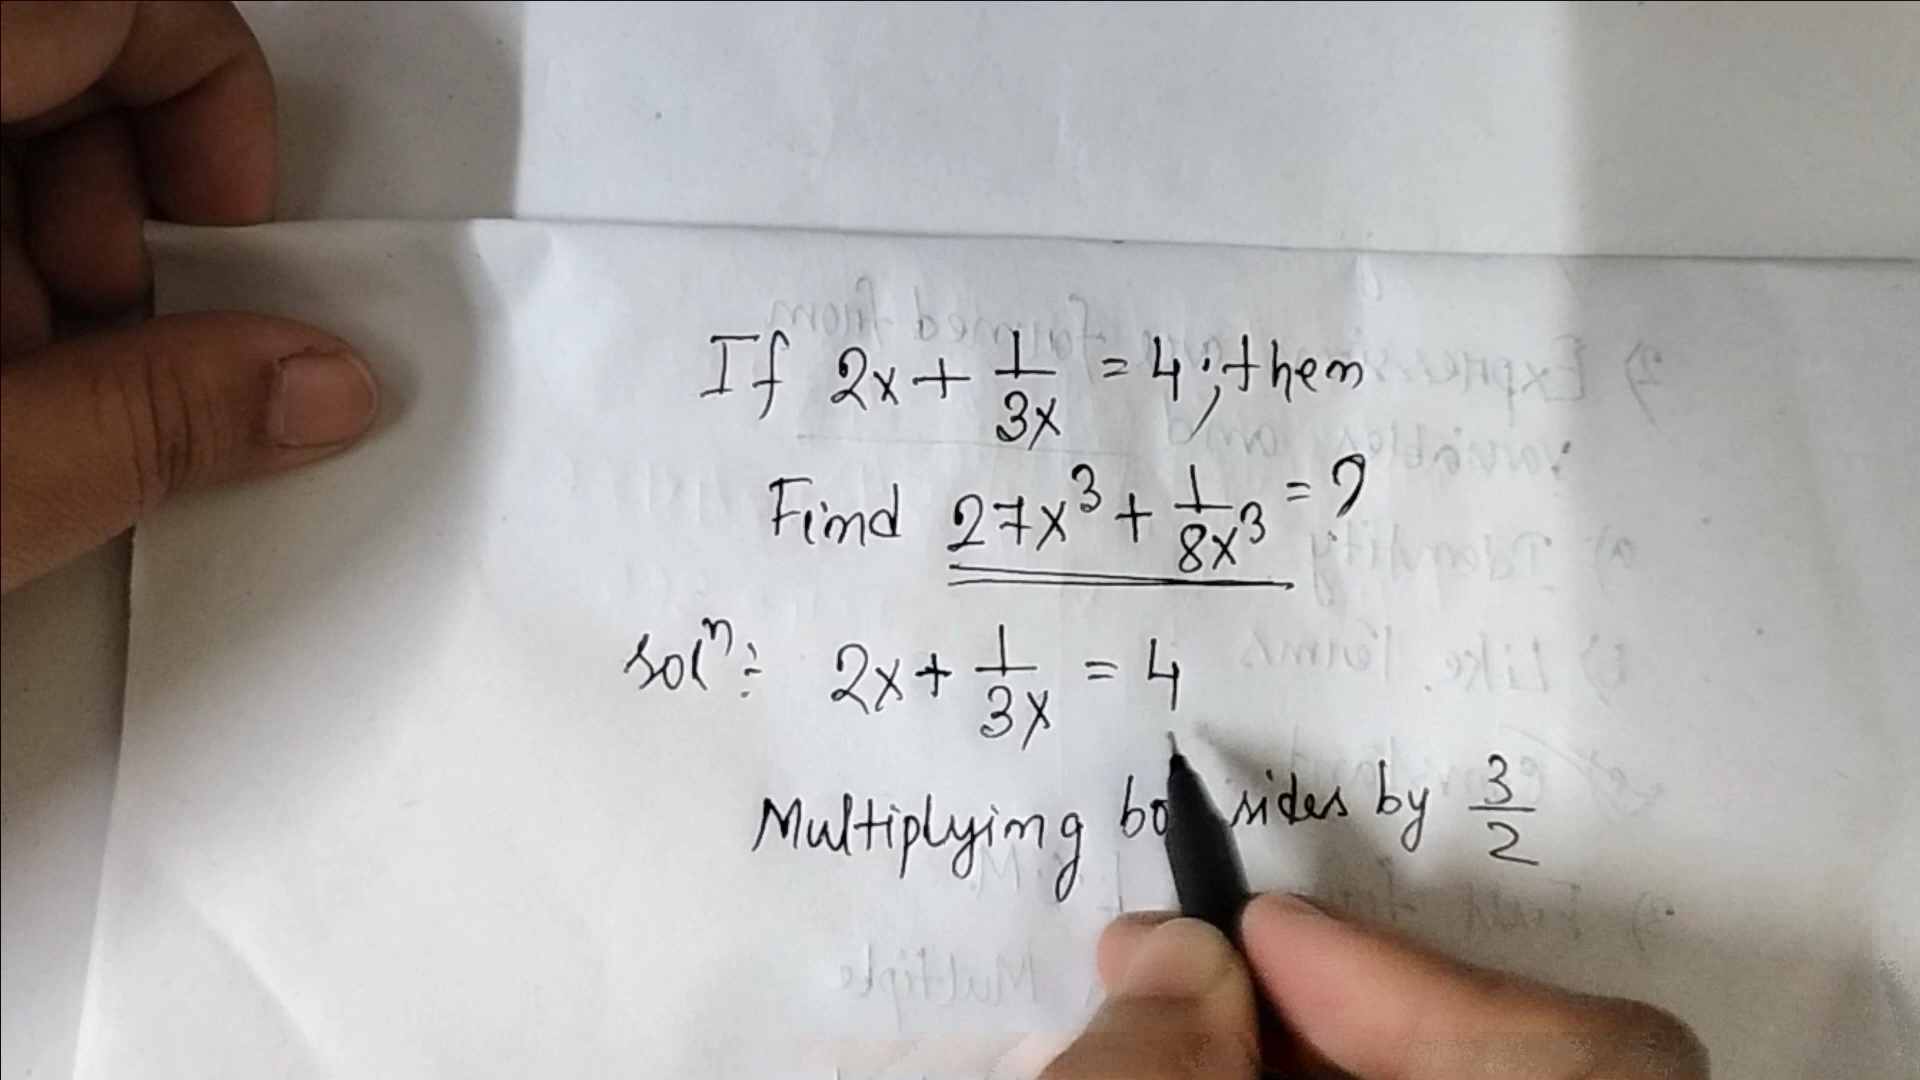 If 2x + 1/3x = 4 ; then
Find 27x³ + 1/8x³ = ?
Solⁿ: 2x + 1/3x = 4
Multiplying sides by 3/2